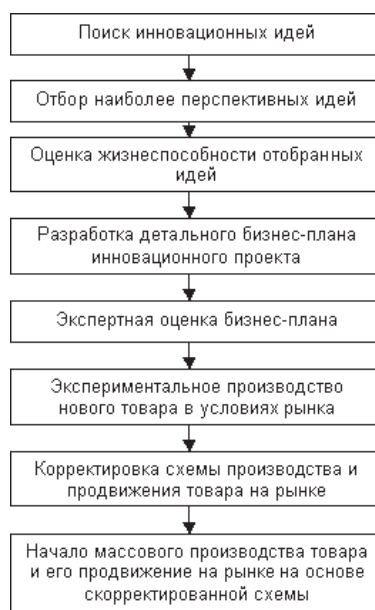 Поиск инновационных идей
Отбор наиболее перспективных идей
Оценка жизнеспособности отобранных
идей
Разработка детального бизнес-плана
инновационного проекта
Экспертная оценка бизнес-плана
Экспериментальное производство
нового товара в условиях рынка
Корректировка схемы производства и
продвижения товара на рынке
Начало массового производства товара
и его продвижение на рынке на основе
скорректированной схемы